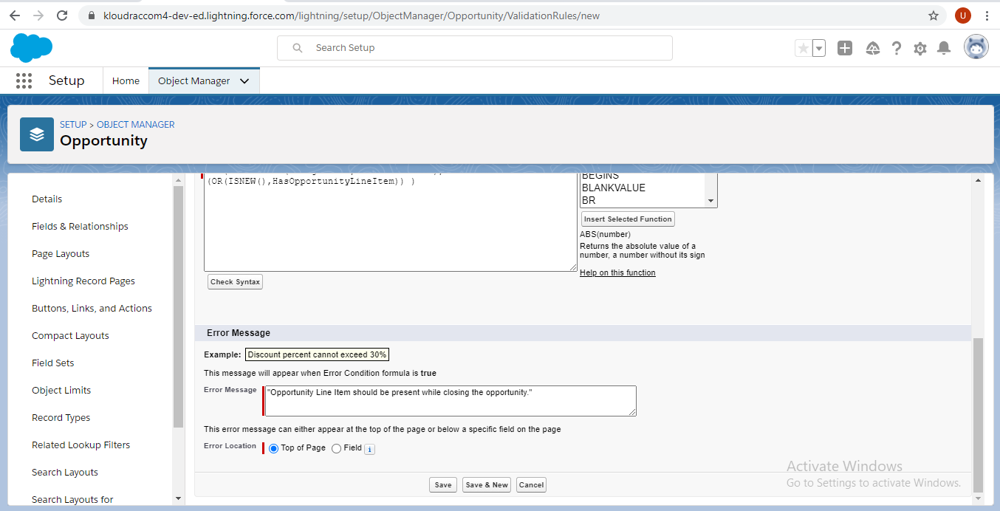 kloudraccom4-dev-ed.lightning.force.com/lightning/setup/ObjectManager/Opportunity/ValidationRules/new
U
Search Setup
Setup
Home
Object Manager
SETUP > OBJECT MANAGER
Opportunity
Details
Fields & Relationships
Page Layouts
Lightning Record Pages
Buttons, Links, and Actions
Compact Layouts
Field Sets
Object Limits
Record Types
Related Lookup Filters
Search Layouts
Search Layouts for
(OR(ISNEW(),HasOpportunityLineItem)) )
BEGINS
BLANKVALUE
BR
Insert Selected Function
ABS(number)
Returns the absolute value of a
number, a number without its sign
Help on this function
Check Syntax
Error Message
Example: Discount percent cannot exceed 30%
This message will appear when Error Condition formula is true
Error Message
"Opportunity Line Item should be present while closing the opportunity."
This error message can either appear at the top of the page or below a specific field on the page
Error Location Top of Page Field i
Save Save & New Cancel
Activate Windows
Go to Settings to activate Windows.